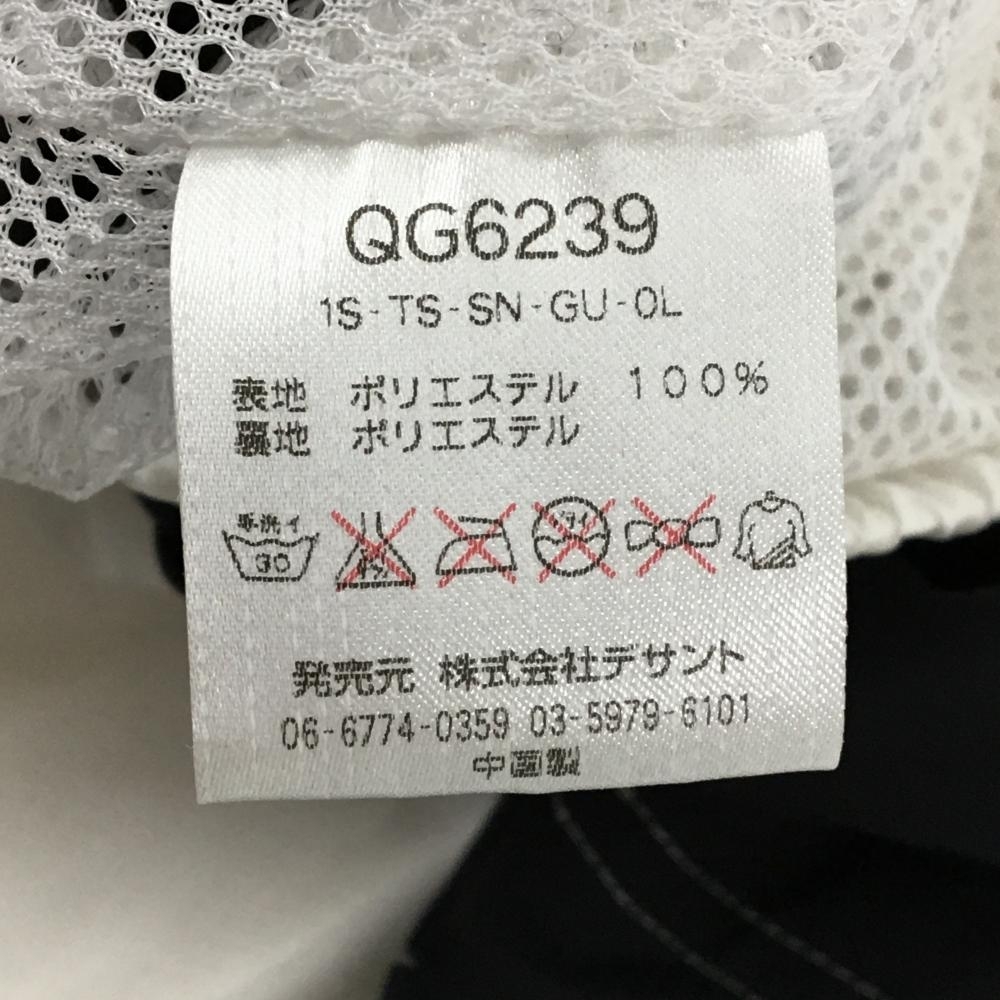 QG6239
1S-TS-SN-GU-0L
表地 ポリエステル 100%
裏地 ポリエステル
手洗イ
30
発売元 株式会社デサント
06-6774-0359 03-5979-6101
中国製